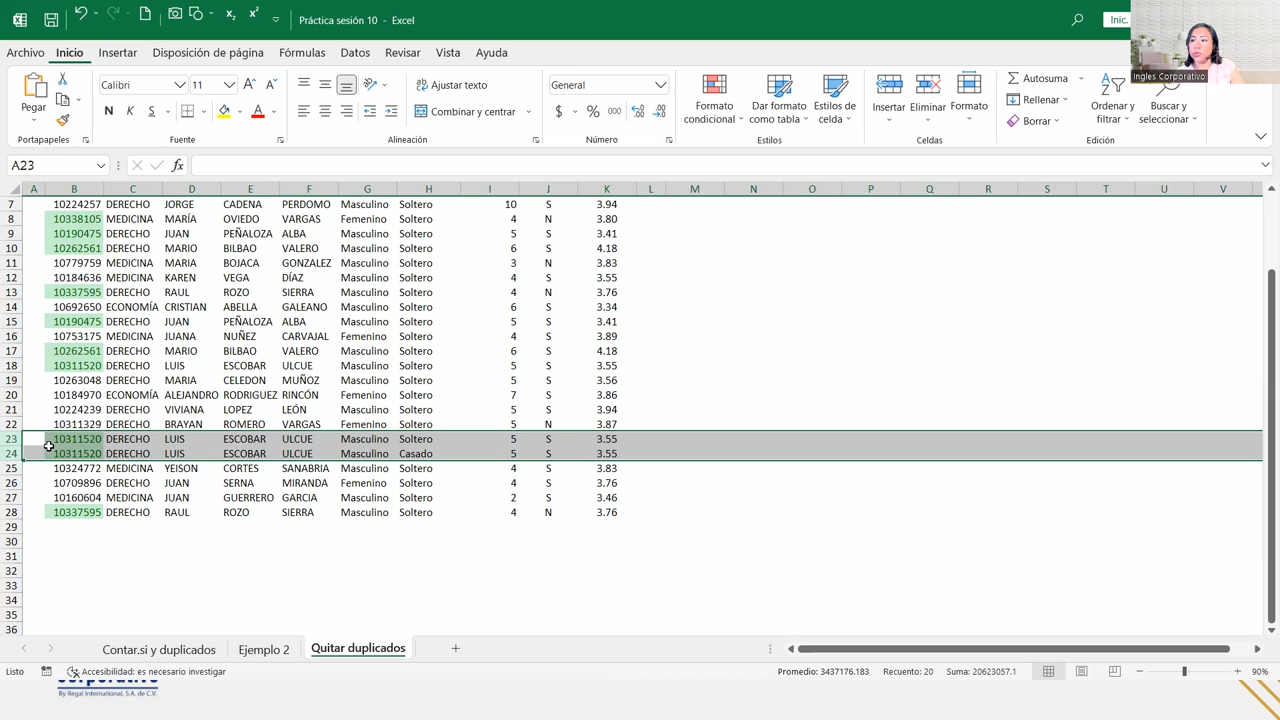 Práctica sesión 10 - Excel
Inic.
Archivo Inicio Insertar Disposición de página Fórmulas Datos Revisar Vista Ayuda
Ingles Corporativo
Pegar
Calibri 11
N K S
Ajustar texto
Combinar y centrar
General
$ % 000
Formato condicional
Dar formato como tabla
Estilos de celda
Insertar Eliminar Formato
Autosuma
Rellenar
Borrar
Ordenar y filtrar
Buscar y seleccionar
Portapapeles Fuente Alineación Número Estilos Celdas Edición
A23 fx
A B C D E F G H I J K L M N O P Q R S T U V
7 10224257 DERECHO JORGE CADENA PERDOMO Masculino Soltero 10 S 3.94
8 10338105 MEDICINA MARÍA OVIEDO VARGAS Femenino Soltero 4 N 3.80
9 10190475 DERECHO JUAN PEÑALOZA ALBA Masculino Soltero 5 S 3.41
10 10262561 DERECHO MARIO BILBAO VALERO Masculino Soltero 6 S 4.18
11 10779759 MEDICINA MARIA BOJACA GONZALEZ Masculino Soltero 3 N 3.83
12 10184636 MEDICINA KAREN VEGA DÍAZ Masculino Soltero 4 S 3.55
13 10337595 DERECHO RAUL ROZO SIERRA Masculino Soltero 4 N 3.76
14 10692650 ECONOMÍA CRISTIAN ABELLA GALEANO Masculino Soltero 6 S 3.34
15 10190475 DERECHO JUAN PEÑALOZA ALBA Masculino Soltero 5 S 3.41
16 10753175 MEDICINA JUANA NUÑEZ CARVAJAL Femenino Soltero 4 S 3.89
17 10262561 DERECHO MARIO BILBAO VALERO Masculino Soltero 6 S 4.18
18 10311520 DERECHO LUIS ESCOBAR ULCUE Masculino Soltero 5 S 3.55
19 10263048 DERECHO MARIA CELEDON MUÑOZ Masculino Soltero 5 S 3.56
20 10184970 ECONOMÍA ALEJANDRO RODRIGUEZ RINCÓN Femenino Soltero 7 S 3.86
21 10224239 DERECHO VIVIANA LOPEZ LEÓN Masculino Soltero 5 S 3.94
22 10311329 DERECHO BRAYAN ROMERO VARGAS Femenino Soltero 5 N 3.87
23 10311520 DERECHO LUIS ESCOBAR ULCUE Masculino Soltero 5 S 3.55
24 10311520 DERECHO LUIS ESCOBAR ULCUE Masculino Casado 5 S 3.55
25 10324772 MEDICINA YEISON CORTES SANABRIA Masculino Soltero 4 S 3.83
26 10709896 DERECHO JUAN SERNA MIRANDA Femenino Soltero 4 S 3.76
27 10160604 MEDICINA JUAN GUERRERO GARCIA Masculino Soltero 2 S 3.46
28 10337595 DERECHO RAUL ROZO SIERRA Masculino Soltero 4 N 3.76
29
30
31
32
33
34
35
36
Contar.si y duplicados Ejemplo 2 Quitar duplicados
Listo Accesibilidad: es necesario investigar Promedio: 3437176.183 Recuento: 20 Suma: 20623057.1 90%
By Regal International, S.A. de C.V.